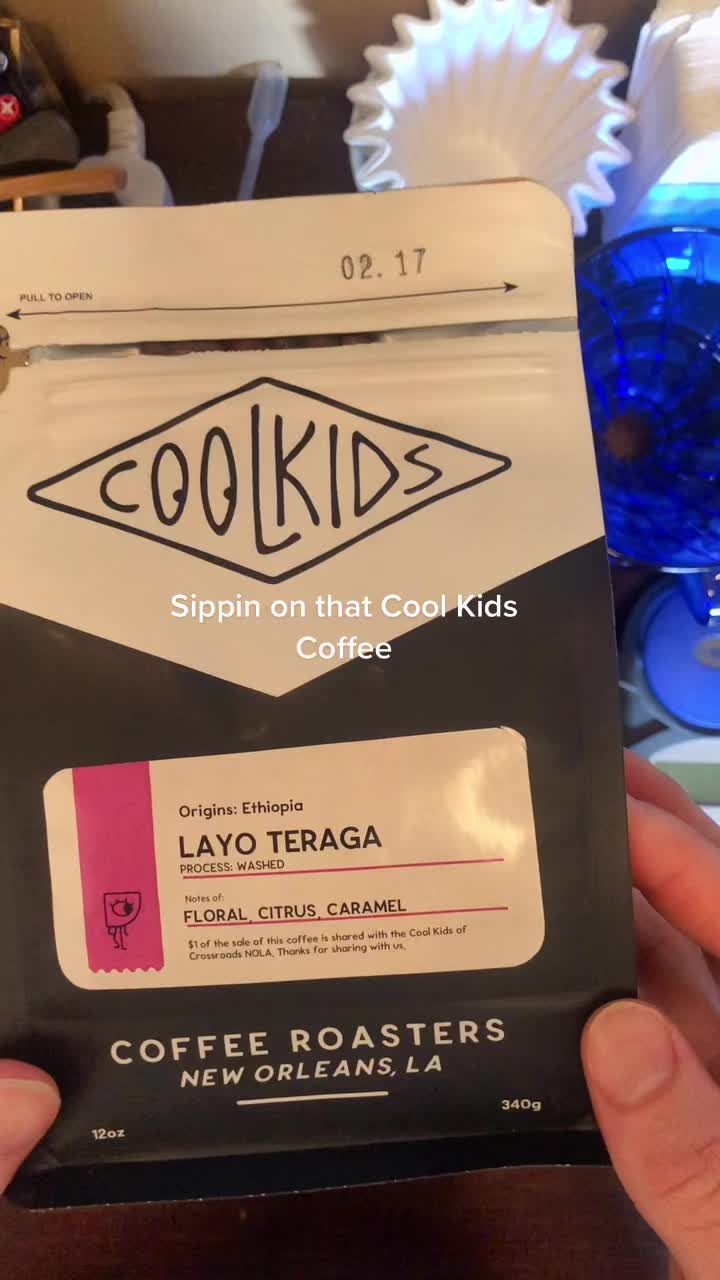 02. 17
PULL TO OPEN
COOLKIDS
Sippin on that Cool Kids
Coffee
Origins: Ethiopia
LAYO TERAGA
PROCESS: WASHED
Notes of:
FLORAL, CITRUS, CARAMEL
$1 of the sale of this coffee is shared with the Cool Kids of
Crossroads NOLA. Thanks for sharing with us.
COFFEE ROASTERS
NEW ORLEANS, LA
340g
12oz